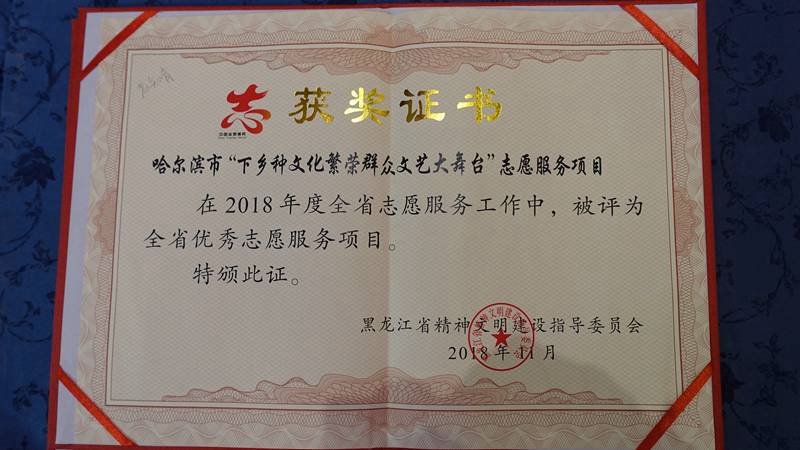 志 获奖证书
哈尔滨市“下乡种文化繁荣群众文艺大舞台”志愿服务项目
在2018年度全省志愿服务工作中，被评为
全省优秀志愿服务项目。
特颁此证。
黑龙江省精神文明建设指导委员会
2018年11月